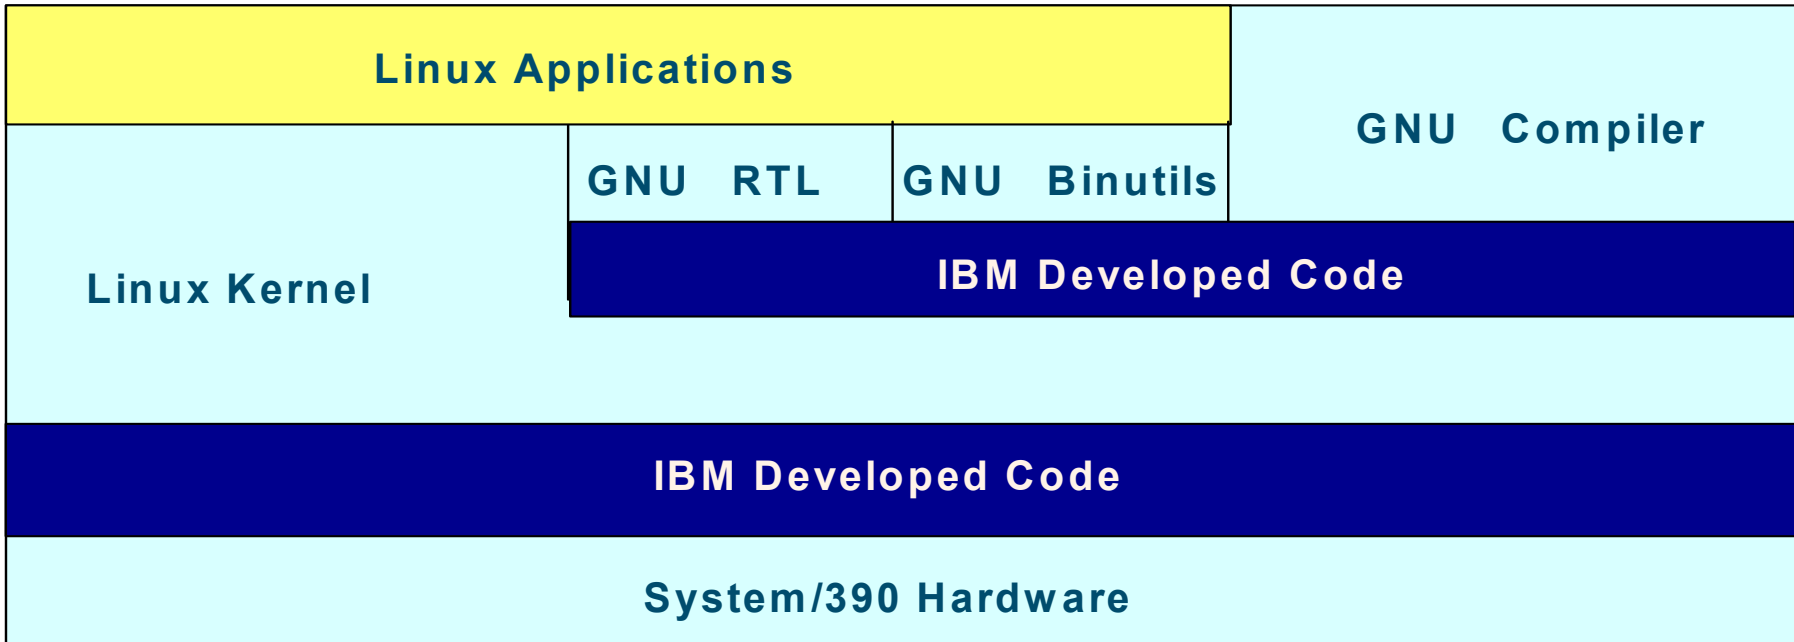 Linux Applications
GNU Compiler
GNU RTL
GNU Binutils
IBM Developed Code
Linux Kernel
IBM Developed Code
System/390 Hardware